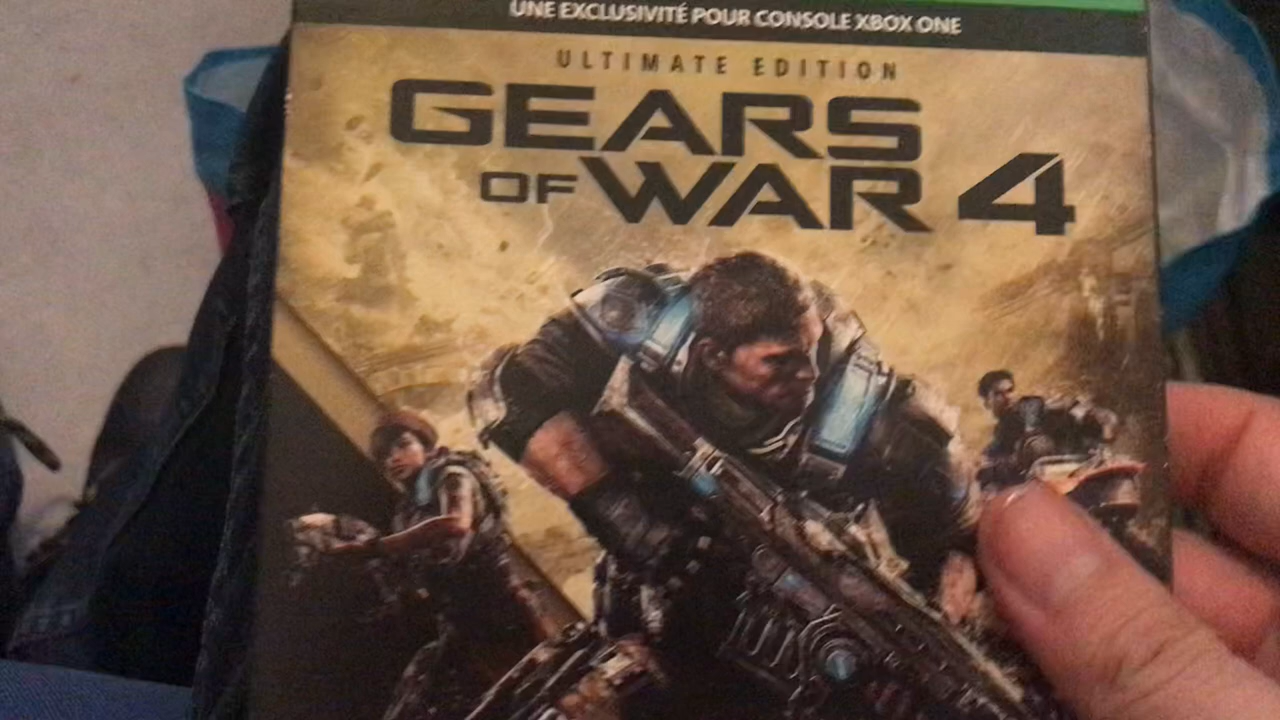 UNE EXCLUSIVITÉ POUR CONSOLE XBOX ONE
ULTIMATE EDITION
GEARS
OF WAR 4